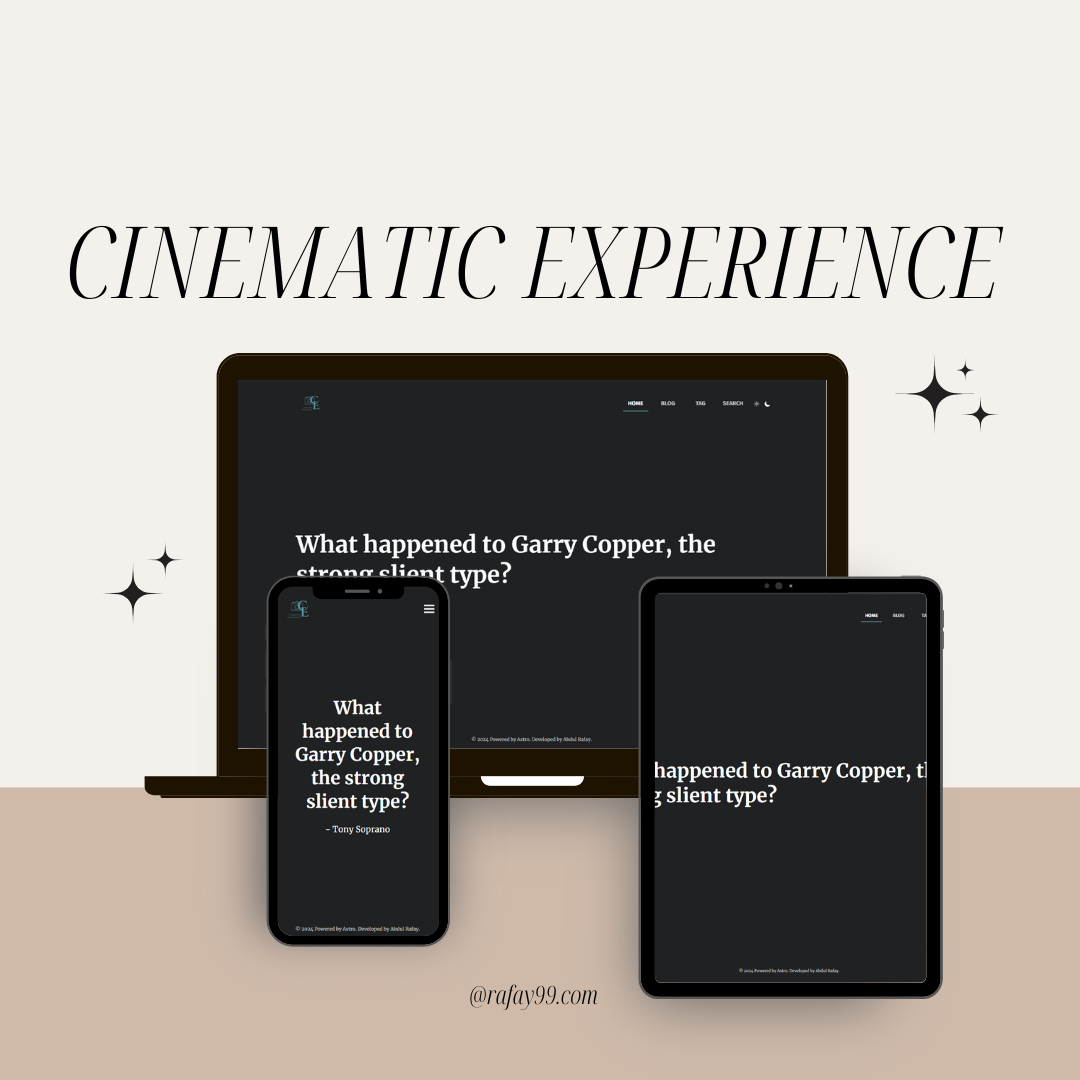 CINEMATIC EXPERIENCE
CE
HOME BLOG TAG SEARCH
What happened to Garry Copper, the
strong slient type?
© 2024 Powered by Astro. Developed by Abdul Rafay.
CE
What
happened to
Garry Copper,
the strong
slient type?
– Tony Soprano
© 2024 Powered by Astro. Developed by Abdul Rafay.
HOME BLOG TA
happened to Garry Copper, th
g slient type?
© 2024 Powered by Astro. Developed by Abdul Rafay.
@rafay99.com